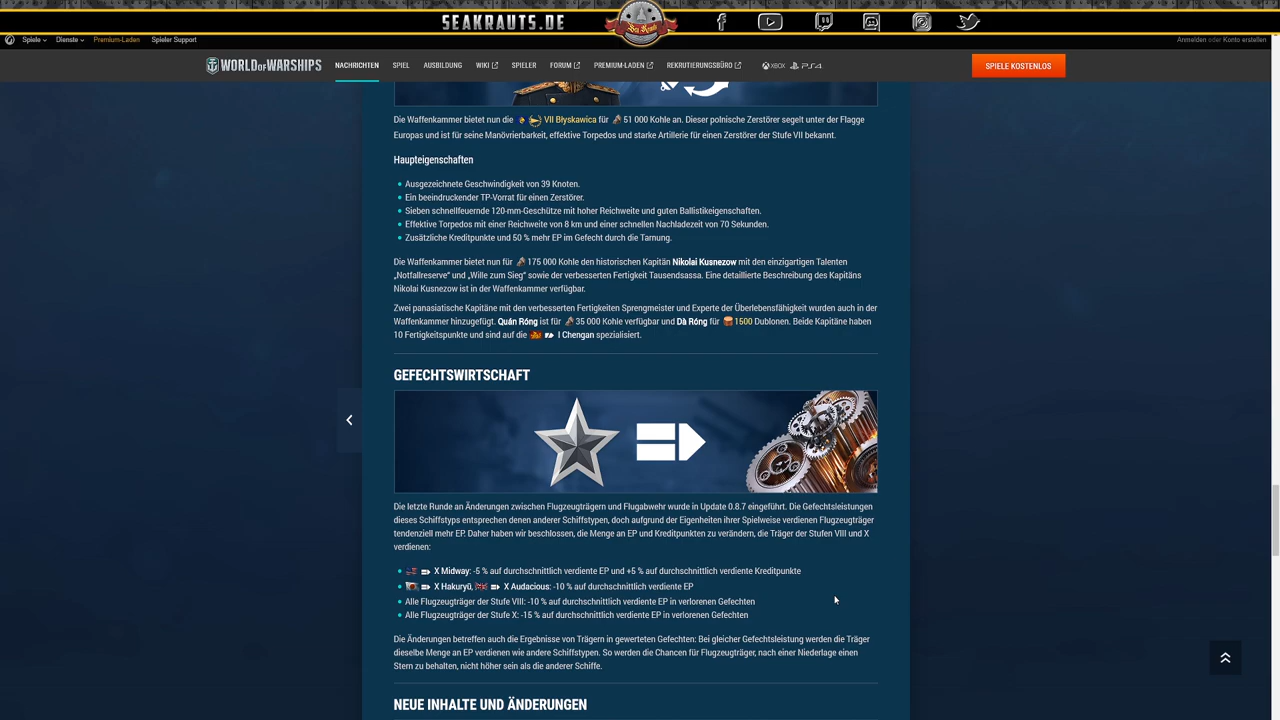 SEAKRAUTS.DE
Sea Krauts
Spiele Dienste Premium-Laden Spieler Support
Anmelden oder Konto erstellen
WORLD OF WARSHIPS NACHRICHTEN SPIEL AUSBILDUNG WIKI SPIELER FORUM PREMIUM-LADEN REKRUTIERUNGSBÜRO XBOX PS4 SPIELE KOSTENLOS
Die Waffenkammer bietet nun die VII Błyskawica für 51 000 Kohle an. Dieser polnische Zerstörer segelt unter der Flagge
Europas und ist für seine Manövrierbarkeit, effektive Torpedos und starke Artillerie für einen Zerstörer der Stufe VII bekannt.
Haupteigenschaften
Ausgezeichnete Geschwindigkeit von 39 Knoten.
Ein beeindruckender TP-Vorrat für einen Zerstörer.
Sieben schnellfeuernde 120-mm-Geschütze mit hoher Reichweite und guten Ballistikeigenschaften.
Effektive Torpedos mit einer Reichweite von 8 km und einer schnellen Nachladezeit von 70 Sekunden.
Zusätzliche Kreditpunkte und 50 % mehr EP im Gefecht durch die Tarnung.
Die Waffenkammer bietet nun für 175 000 Kohle den historischen Kapitän Nikolai Kusnezow mit den einzigartigen Talenten
„Notfallreserve“ und „Wille zum Sieg“ sowie der verbesserten Fertigkeit Tausendsassa. Eine detaillierte Beschreibung des Kapitäns
Nikolai Kusnezow ist in der Waffenkammer verfügbar.
Zwei panasiatische Kapitäne mit den verbesserten Fertigkeiten Sprengmeister und Experte der Überlebensfähigkeit wurden auch in der
Waffenkammer hinzugefügt. Quán Róng ist für 35 000 Kohle verfügbar und Dà Róng für 1500 Dublonen. Beide Kapitäne haben
10 Fertigkeitspunkte und sind auf die I Chengan spezialisiert.
GEFECHTSWIRTSCHAFT
Die letzte Runde an Änderungen zwischen Flugzeugträgern und Flugabwehr wurde in Update 0.8.7 eingeführt. Die Gefechtsleistungen
dieses Schiffstyps entsprechen denen anderer Schiffstypen, doch aufgrund der Eigenheiten ihrer Spielweise verdienen Flugzeugträger
tendenziell mehr EP. Daher haben wir beschlossen, die Menge an EP und Kreditpunkten zu verändern, die Träger der Stufen VIII und X
verdienen:
X Midway: -5 % auf durchschnittlich verdiente EP und +5 % auf durchschnittlich verdiente Kreditpunkte
X Hakuryū, X Audacious: -10 % auf durchschnittlich verdiente EP
Alle Flugzeugträger der Stufe VIII: -10 % auf durchschnittlich verdiente EP in verlorenen Gefechten
Alle Flugzeugträger der Stufe X: -15 % auf durchschnittlich verdiente EP in verlorenen Gefechten
Die Änderungen betreffen auch die Ergebnisse von Trägern in gewerteten Gefechten: Bei gleicher Gefechtsleistung werden die Träger
dieselbe Menge an EP verdienen wie andere Schiffstypen. So werden die Chancen für Flugzeugträger, nach einer Niederlage einen
Stern zu behalten, nicht höher sein als die anderer Schiffe.
NEUE INHALTE UND ÄNDERUNGEN